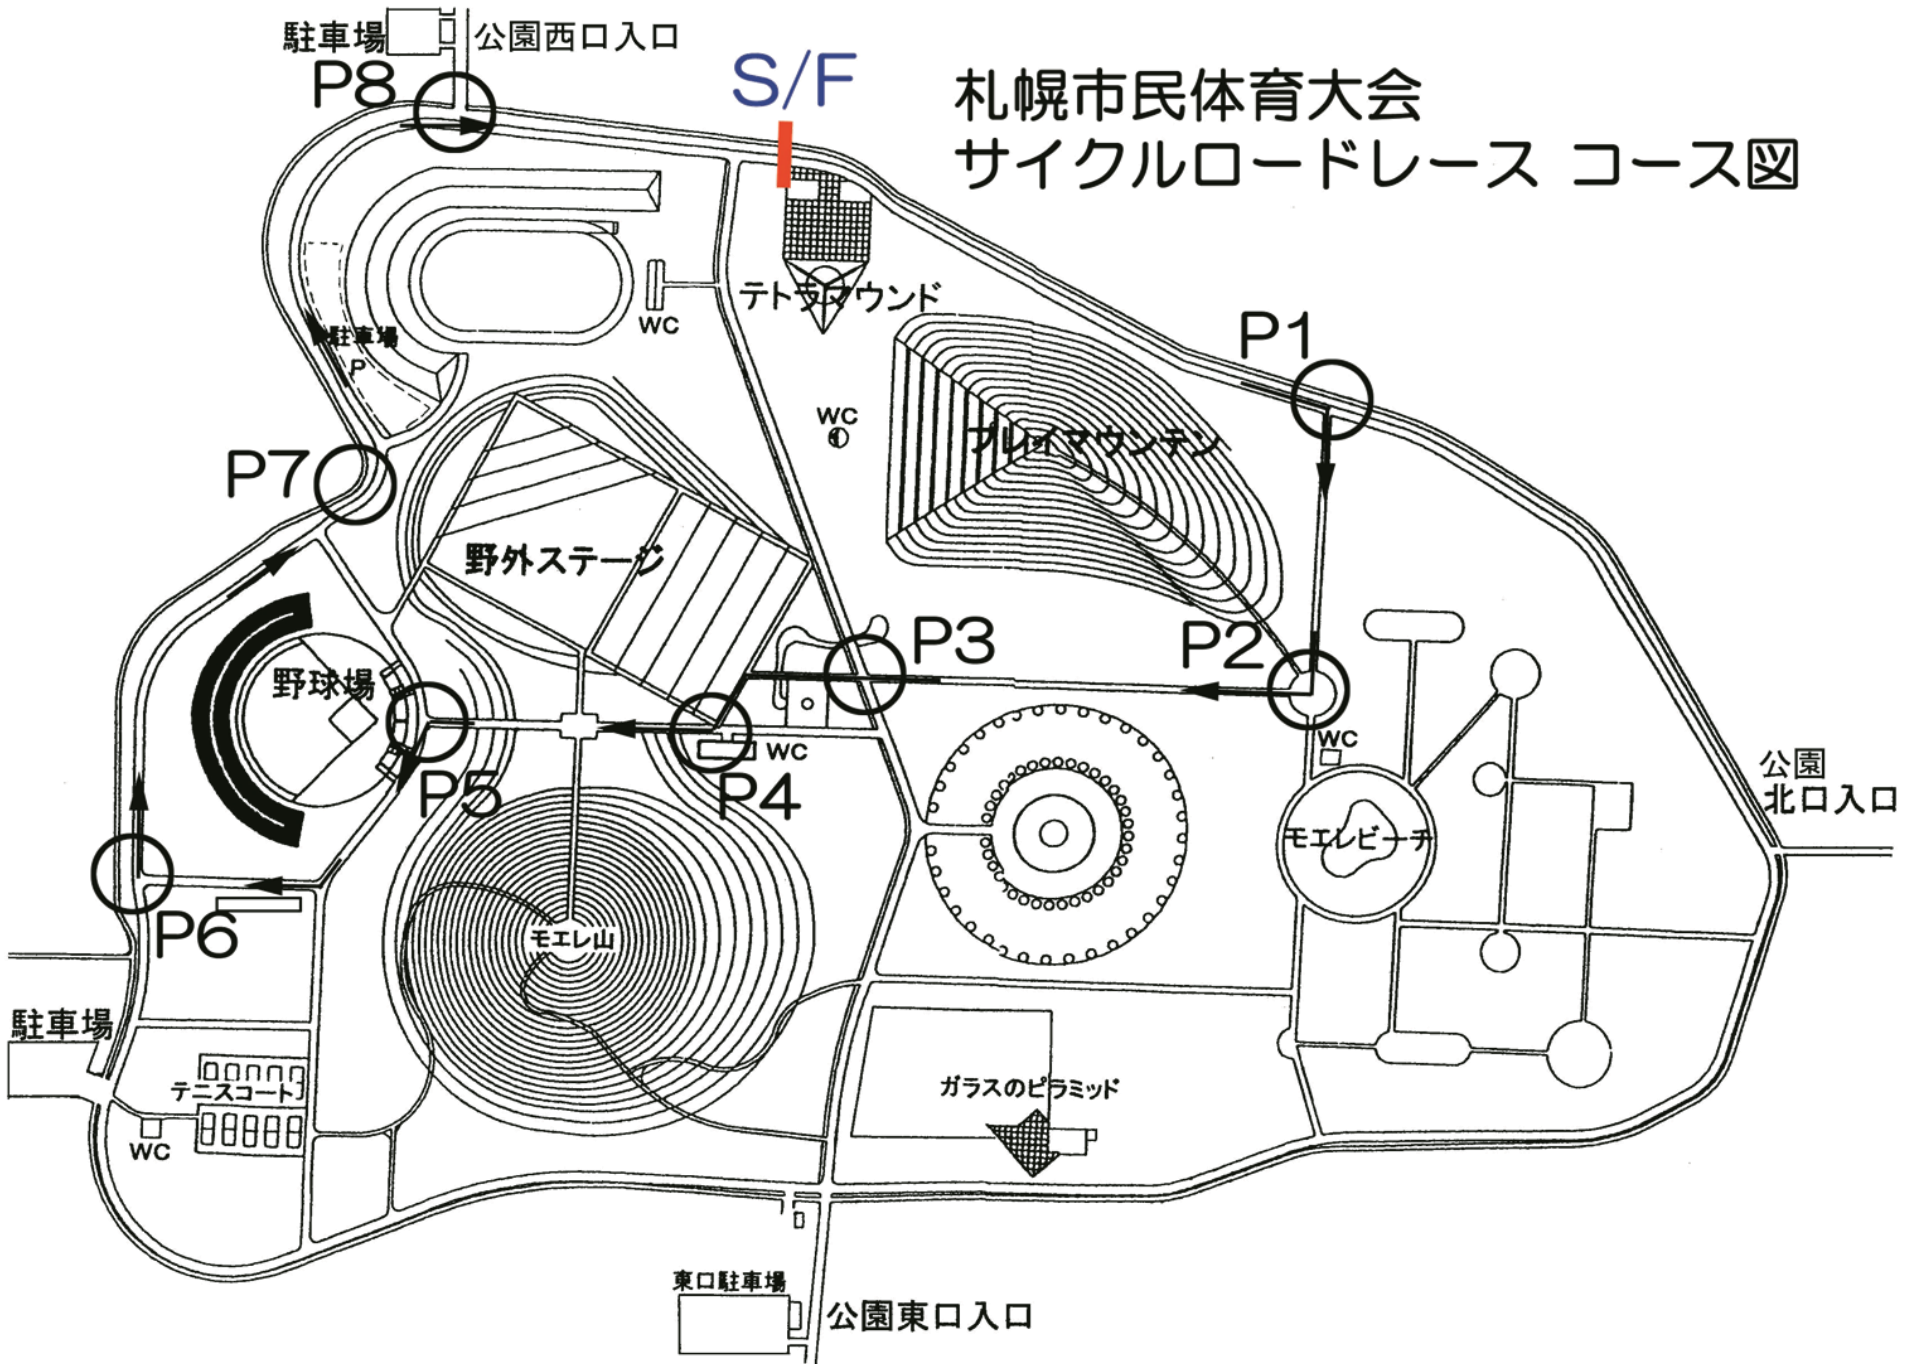 駐車場
公園西口入口
P8
S/F
札幌市民体育大会
サイクルロードレース コース図
テトラマウンド
WC
駐車場
P
P1
WC
プレイマウンテン
P7
野外ステージ
P3
P2
野球場
WC
P5
P4
WC
公園
北口入口
モエレビーチ
P6
モエレ山
駐車場
テニスコート
WC
ガラスのピラミッド
東口駐車場
公園東口入口